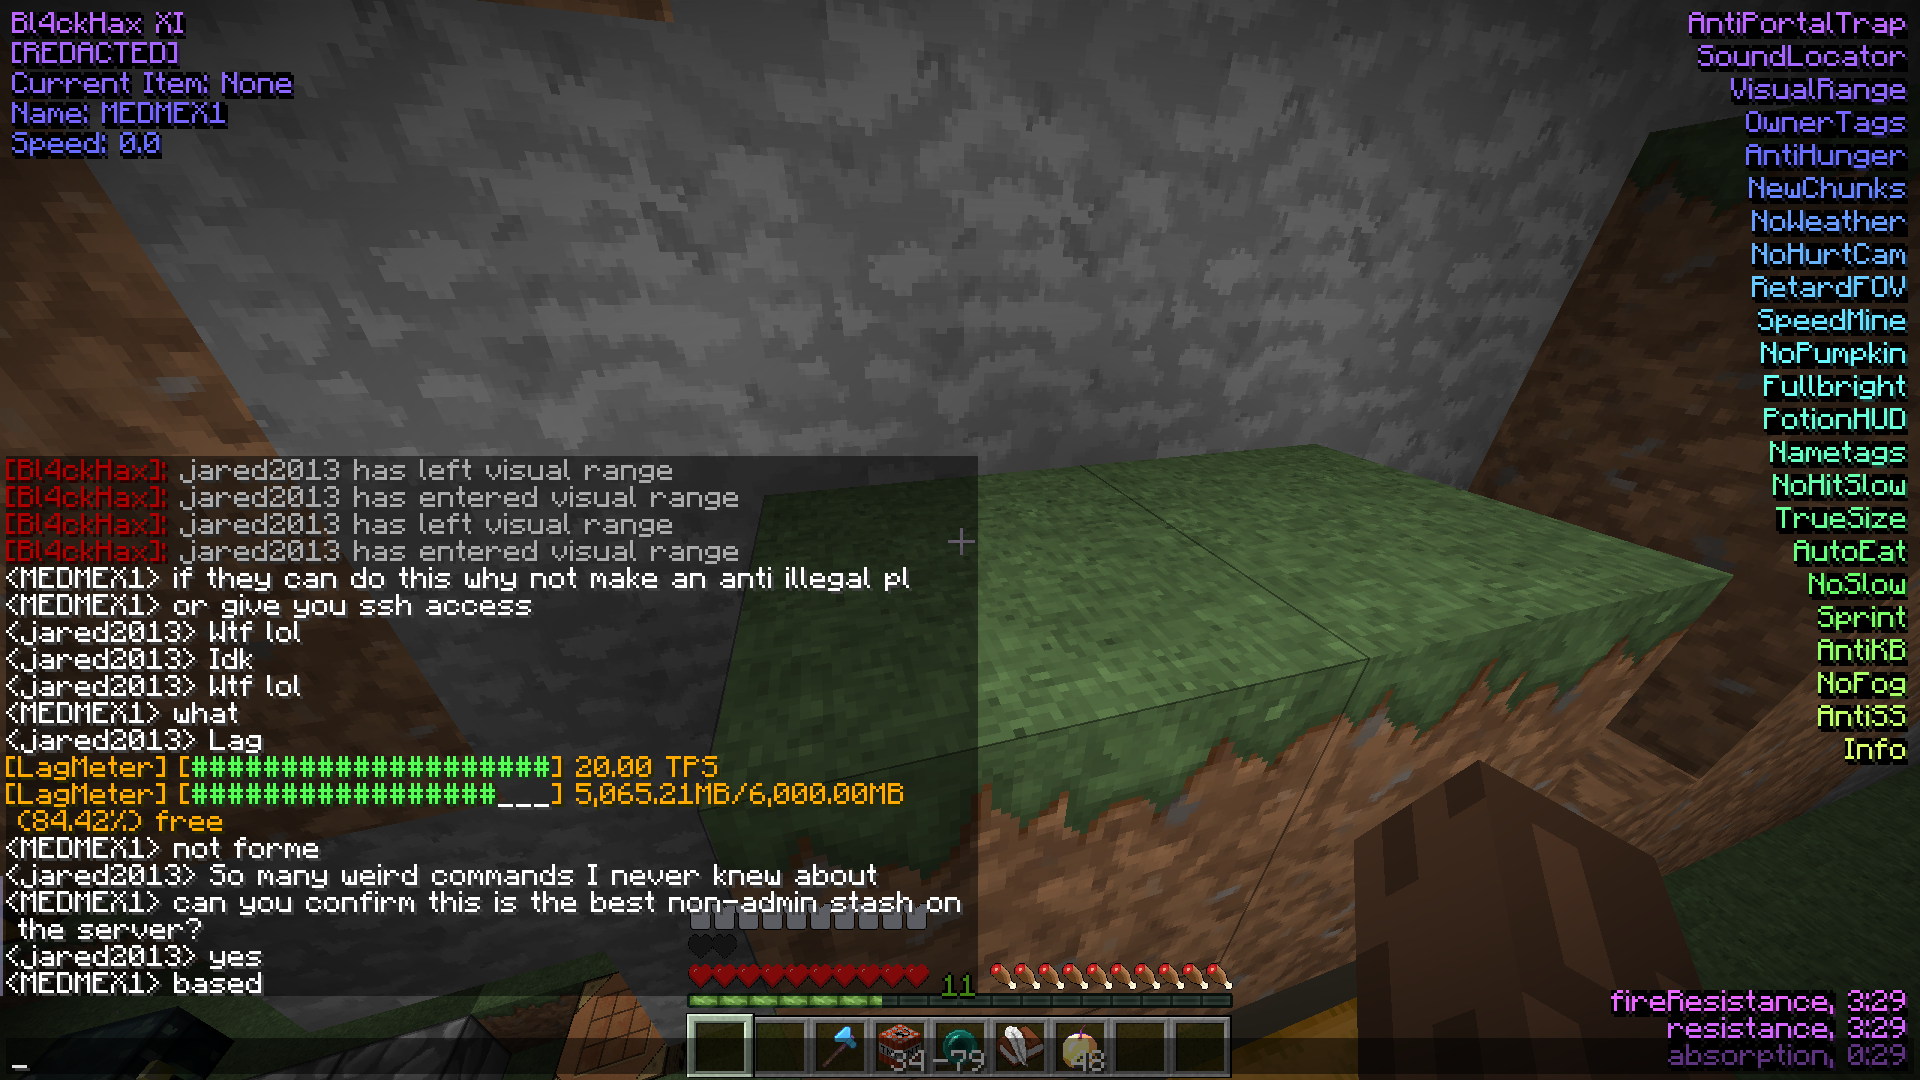 Bl4ckHax XI
[REDACTED]
Current Item: None
Name: MEDMEX1
Speed: 0.0
AntiPortalTrap
SoundLocator
VisualRange
OwnerTags
AntiHunger
NewChunks
NoWeather
NoHurtCam
RetardFOV
SpeedMine
NoPumpkin
Fullbright
PotionHUD
Nametags
NoHitSlow
TrueSize
AutoEat
NoSlow
Sprint
AntiKB
NoFog
AntiSS
Info
[Bl4ckHax]: .jared2013 has left visual range
[Bl4ckHax]: .jared2013 has entered visual range
[Bl4ckHax]: .jared2013 has left visual range
[Bl4ckHax]: .jared2013 has entered visual range
<MEDMEX1> if they can do this why not make an anti illegal pl
<MEDMEX1> or give you ssh access
<.jared2013> Wtf lol
<.jared2013> Idk
<.jared2013> Wtf lol
<MEDMEX1> what
<.jared2013> Lag
[LagMeter] [####################] 20.00 TPS
[LagMeter] [#################___] 5,065.21MB/6,000.00MB
(84.42%) free
<MEDMEX1> not forme
<.jared2013> So many weird commands I never knew about
<MEDMEX1> can you confirm this is the best non-admin stash on
the server?
<.jared2013> yes
<MEDMEX1> based
11
34 -79 48
_
fireResistance, 3:29
resistance, 3:29
absorption, 0:29